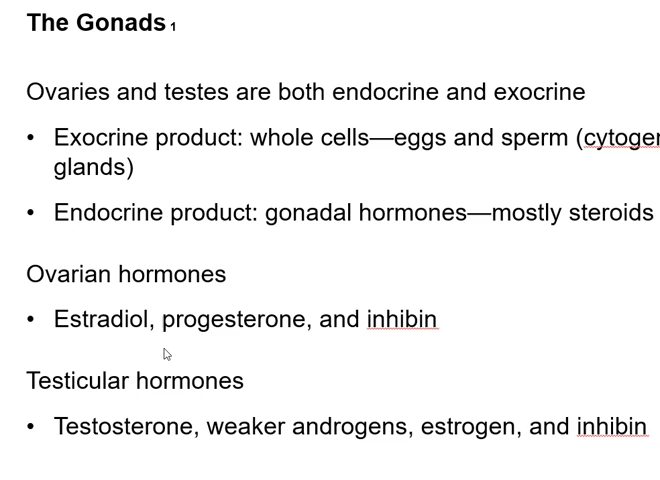 The Gonads 1
Ovaries and testes are both endocrine and exocrine
• Exocrine product: whole cells—eggs and sperm (
glands)
• Endocrine product: gonadal hormones—mostly steroids
Ovarian hormones
• Estradiol, progesterone, and inhibin
Testicular hormones
• Testosterone, weaker androgens, estrogen, and inhibin